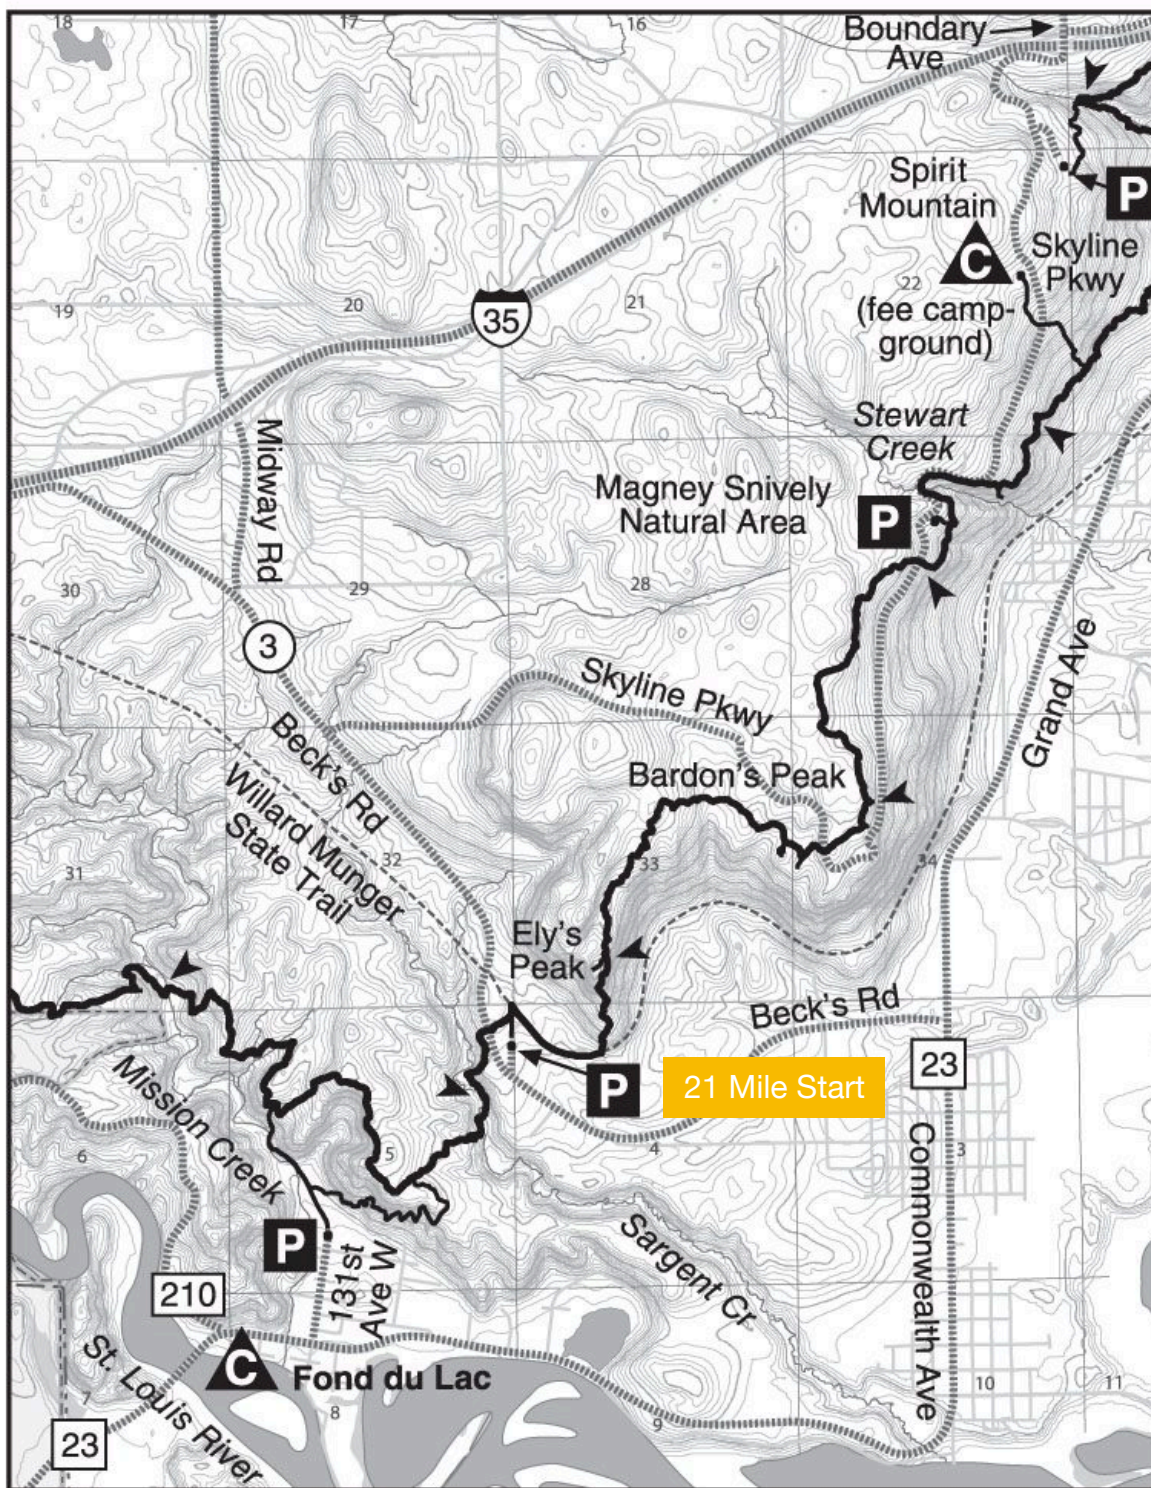 18
17
16
Boundary
Ave
Spirit
Mountain
P
C
Skyline
Pkwy
22
(fee camp-
ground)
19
20
21
35
Stewart
Creek
Midway Rd
Magney Snively
Natural Area
P
30
29
28
3
Skyline Pkwy
Grand Ave
Beck's Rd
Bardon's Peak
Willard Munger
State Trail
31
32
33
34
Ely's
Peak
Beck's Rd
23
P
21 Mile Start
Mission Creek
6
5
4
3
Commonwealth Ave
P
131st
Ave W
Sargent Cr
210
C
Fond du Lac
St. Louis River
7
8
9
10
11
23